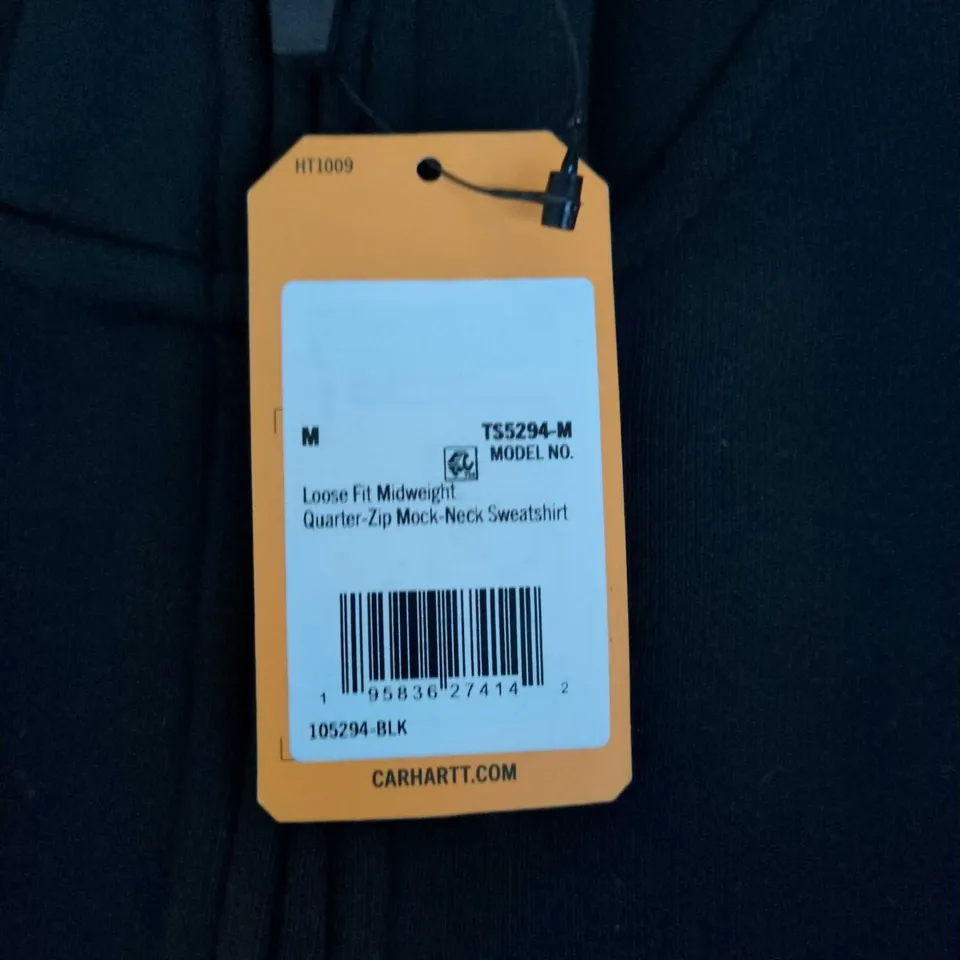 HT1009
M
TS5294-M
MODEL NO.
Loose Fit Midweight
Quarter-Zip Mock-Neck Sweatshirt
1 95836 27414 2
105294-BLK
CARHARTT.COM